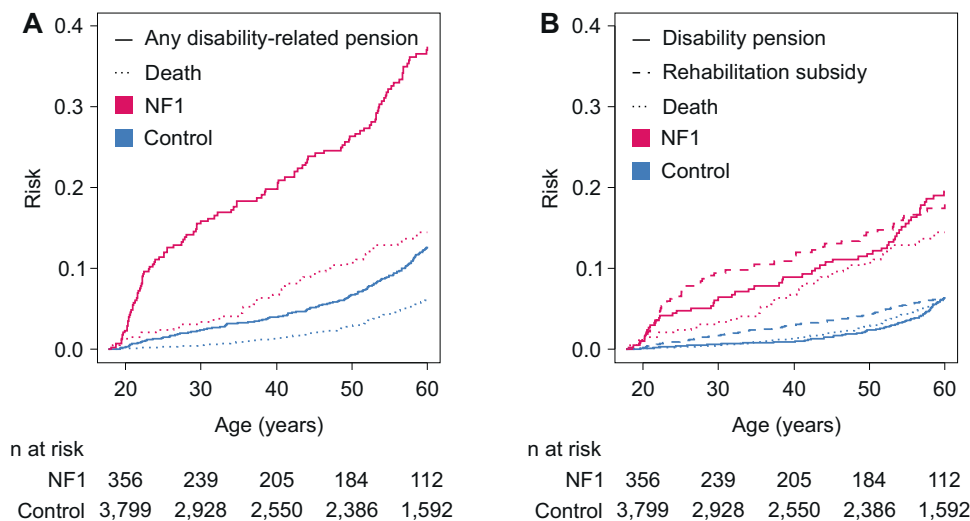 A
Any disability-related pension
Death
NF1
Control
Risk
0.4
0.3
0.2
0.1
0.0
20 30 40 50 60
Age (years)
n at risk
NF1 356 239 205 184 112
Control 3,799 2,928 2,550 2,386 1,592
B
Disability pension
Rehabilitation subsidy
Death
NF1
Control
Risk
0.4
0.3
0.2
0.1
0.0
20 30 40 50 60
Age (years)
n at risk
NF1 356 239 205 184 112
Control 3,799 2,928 2,550 2,386 1,592